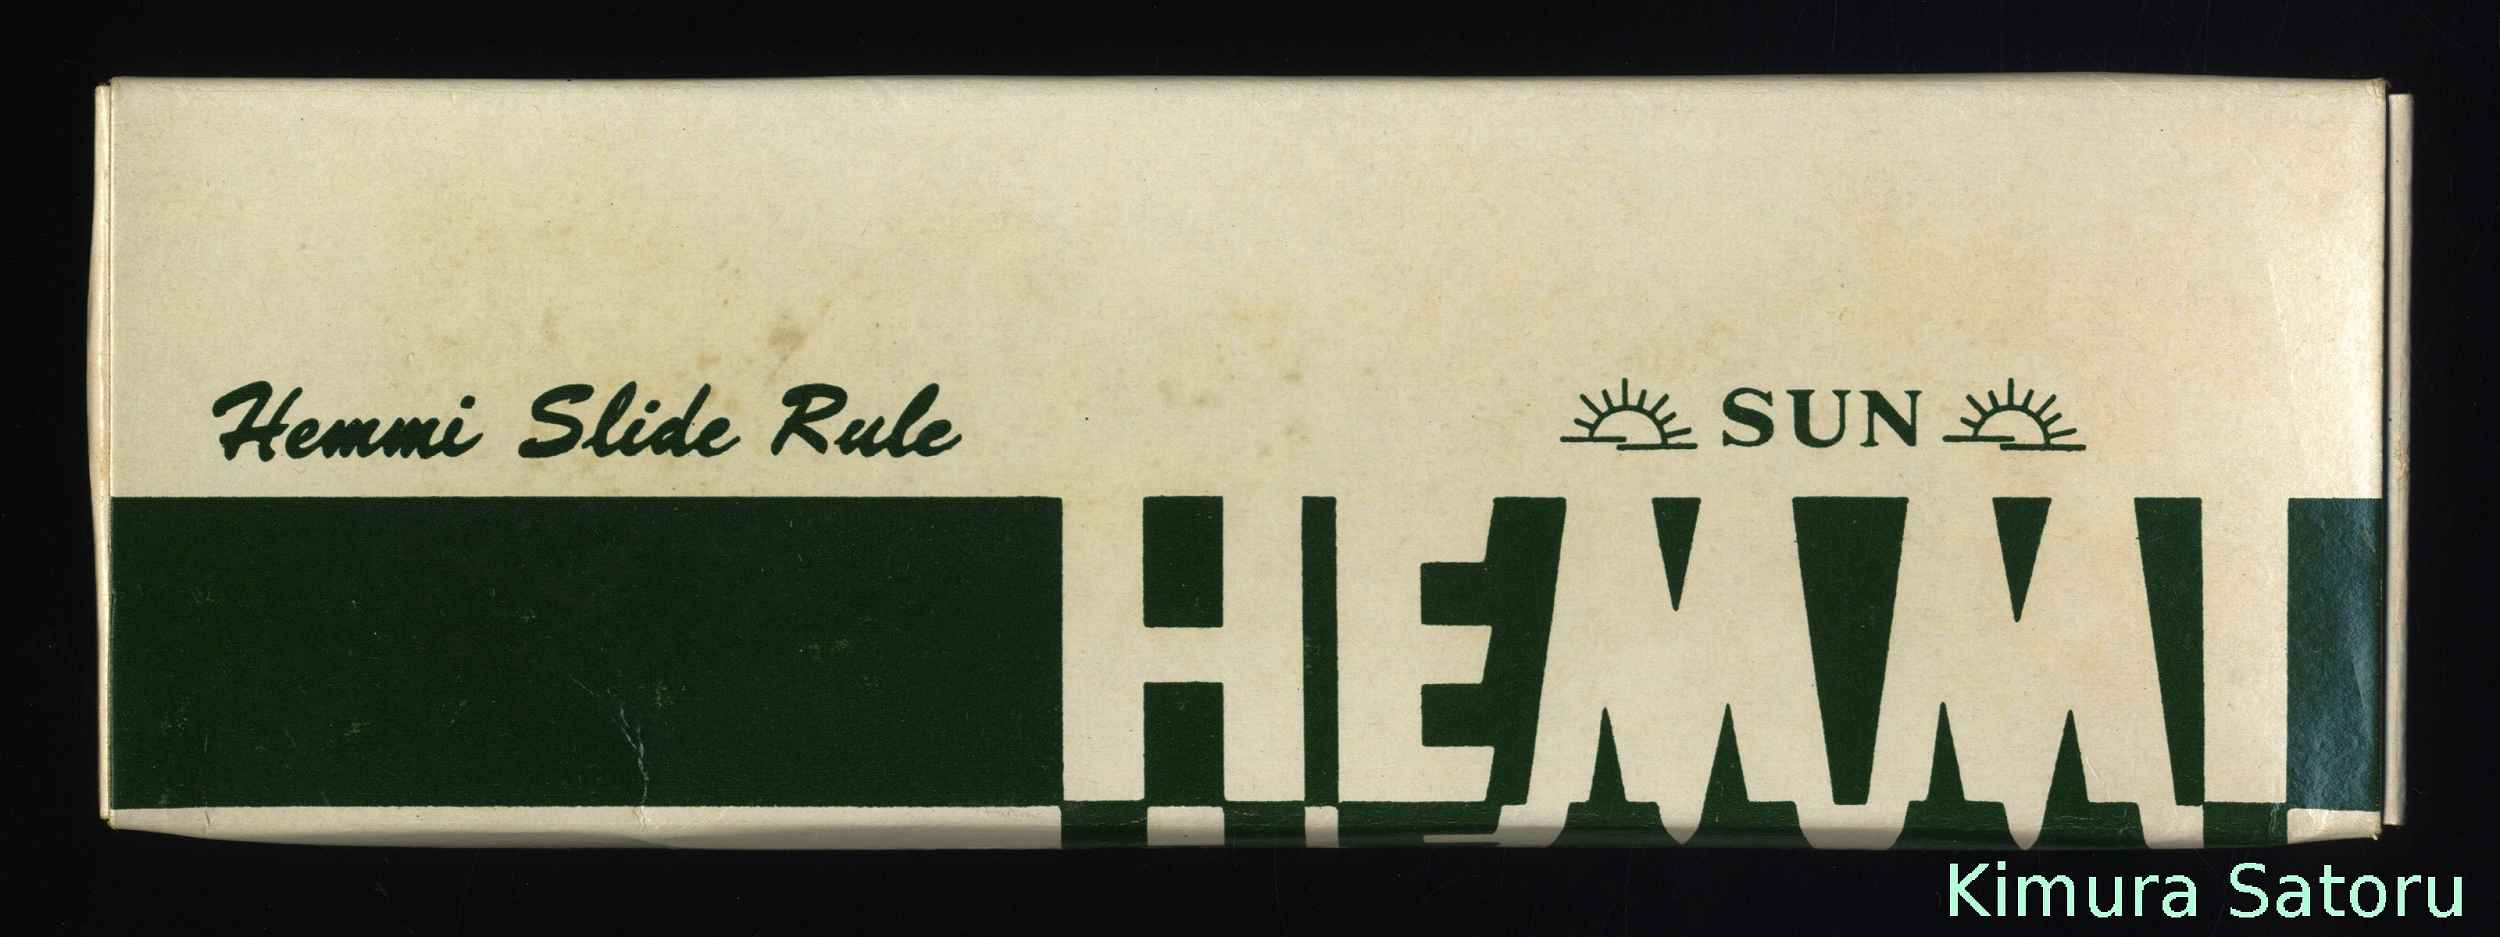 Hemmi Slide Rule
SUN
HEMMI
Kimura Satoru